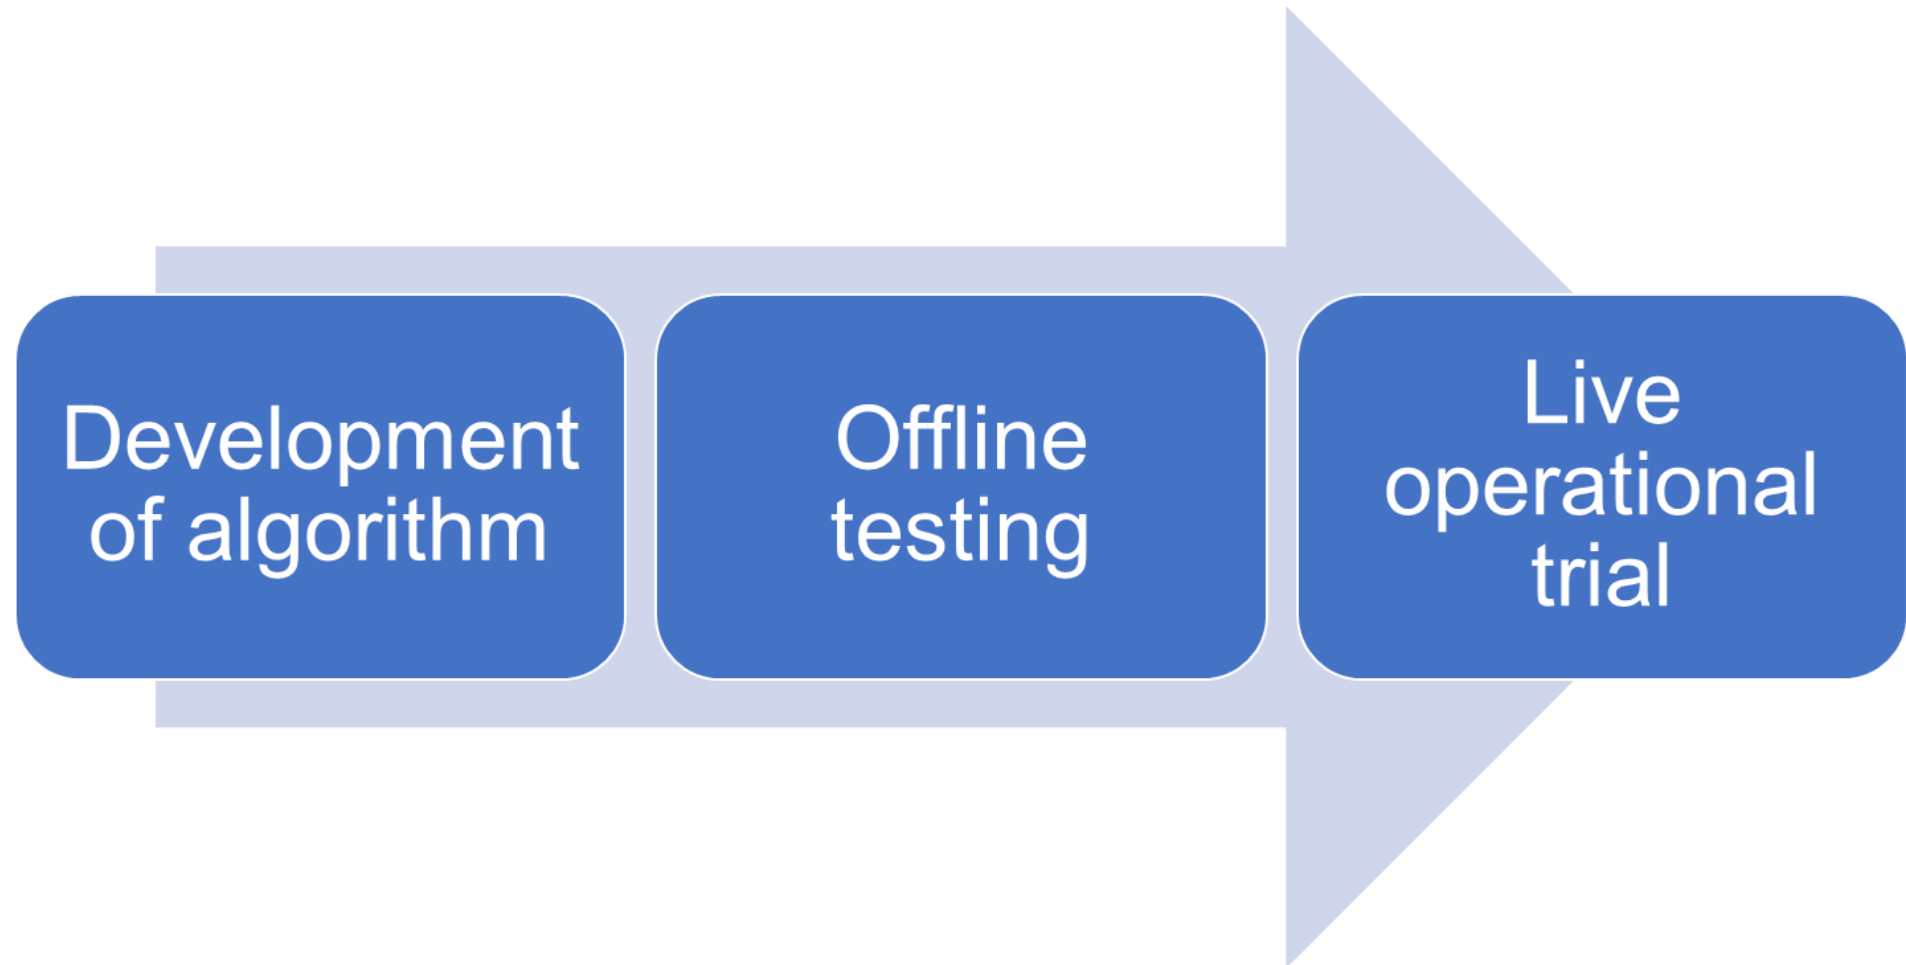 Development
of algorithm
Offline
testing
Live
operational
trial